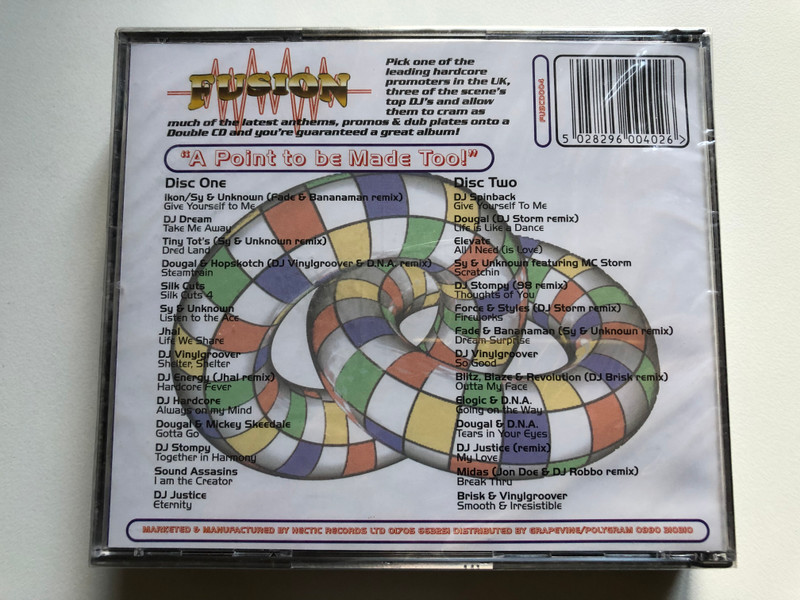 FUSION
Pick one of the
leading hardcore
promoters in the UK,
three of the scene's
top DJ's and allow
them to cram as
much of the latest anthems, promos & dub plates onto a
Double CD and you're guaranteed a great album!
FUSCD004
5 028296 004026 >
"A Point to be Made Too!"
Disc One
Ikon/Sy & Unknown (Fade & Bananaman remix)
Give Yourself to Me
DJ Dream
Take Me Away
Tiny Tot's (Sy & Unknown remix)
Dred Land
Dougal & Hopskotch (DJ Vinylgroover & D.N.A. remix)
Steamtrain
Silk Cuts
Silk Cuts 4
Sy & Unknown
Listen to the Ace
Jhal
Life We Share
DJ Vinylgroover
Shelter, Shelter
DJ Energy (Jhal remix)
Hardcore Fever
DJ Hardcore
Always on my Mind
Dougal & Mickey Skeedale
Gotta Go
DJ Stompy
Together in Harmony
Sound Assasins
I am the Creator
DJ Justice
Eternity
Disc Two
DJ Spinback
Give Yourself To Me
Dougal (DJ Storm remix)
Life is Like a Dance
Elevate
All I Need (is Love)
Sy & Unknown featuring MC Storm
Scratchin
DJ Stompy (98 remix)
Thoughts of You
Force & Styles (DJ Storm remix)
Fireworks
Fade & Bananaman (Sy & Unknown remix)
Dream Surprise
DJ Vinylgroover
So Good
Blitz, Blaze & Revolution (DJ Brisk remix)
Outta My Face
Elogic & D.N.A.
Going on the Way
Dougal & D.N.A.
Tears in Your Eyes
DJ Justice (remix)
My Love
Midas (Jon Doe & DJ Robbo remix)
Break Thru
Brisk & Vinylgroover
Smooth & Irresistible
MARKETED & MANUFACTURED BY HECTIC RECORDS LTD 01706 663251 DISTRIBUTED BY GRAPEVINE/POLYGRAM 0990 310310